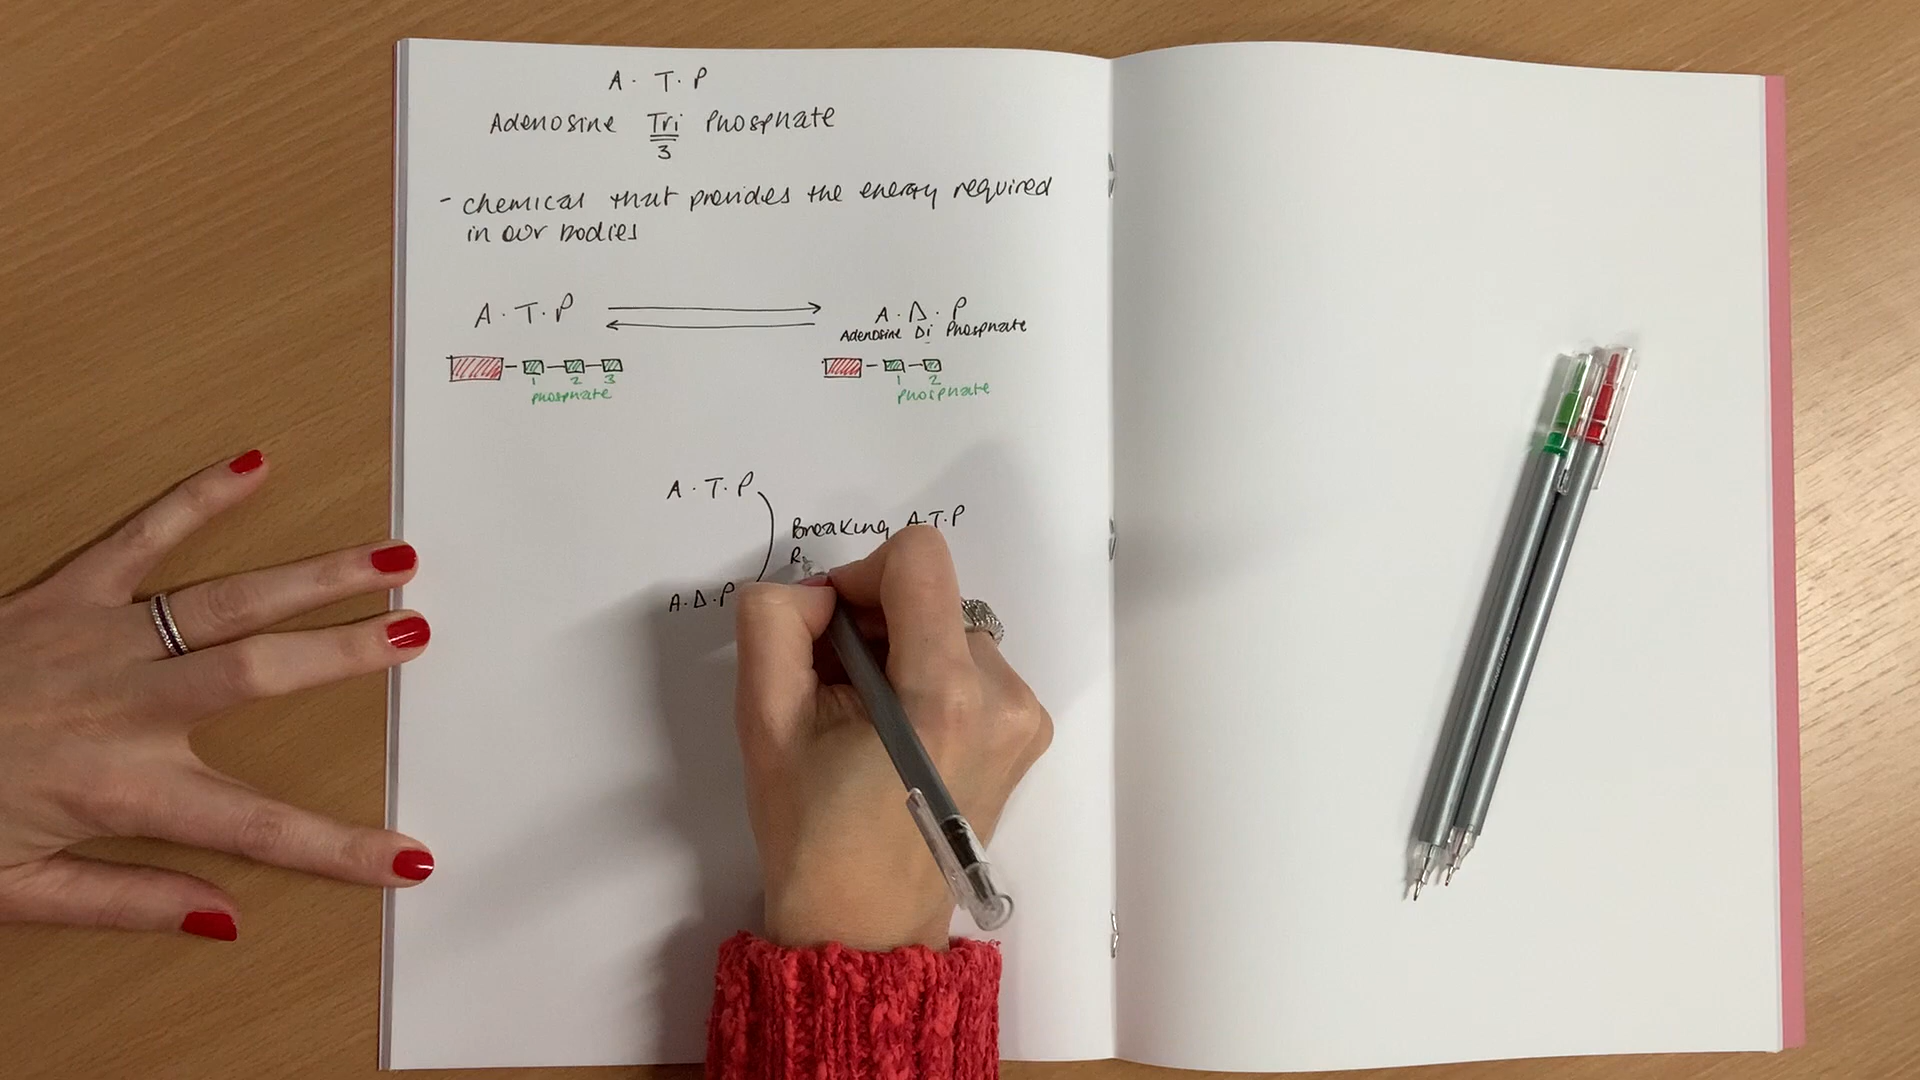 A. T. P
Adenosine Tri Phosphate
3
- chemical that provides the energy required
in our bodies
A. T. P
A. D. P
Adenosine Di Phosphate
1 2 3
phosphate
1 2
phosphate
A. T. P
Breaking A.T.P
R
A. D. P